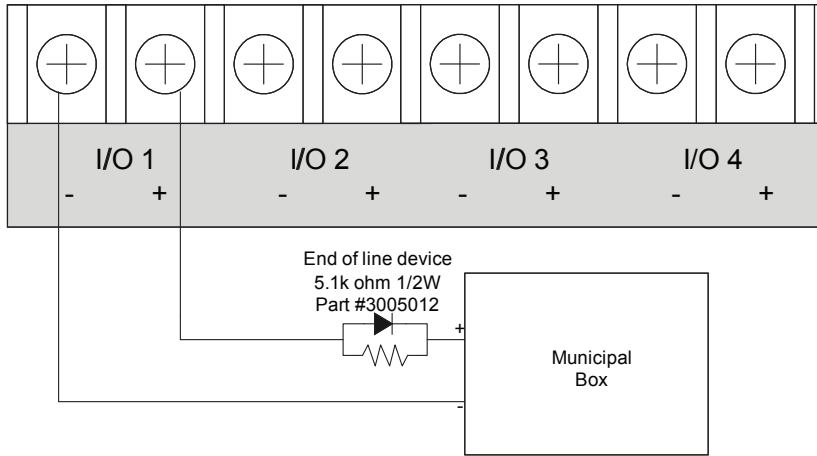 I/O 1 I/O 2 I/O 3 I/O 4
- + - + - + - +
End of line device
5.1k ohm 1/2W
Part #3005012
+
Municipal
Box
-